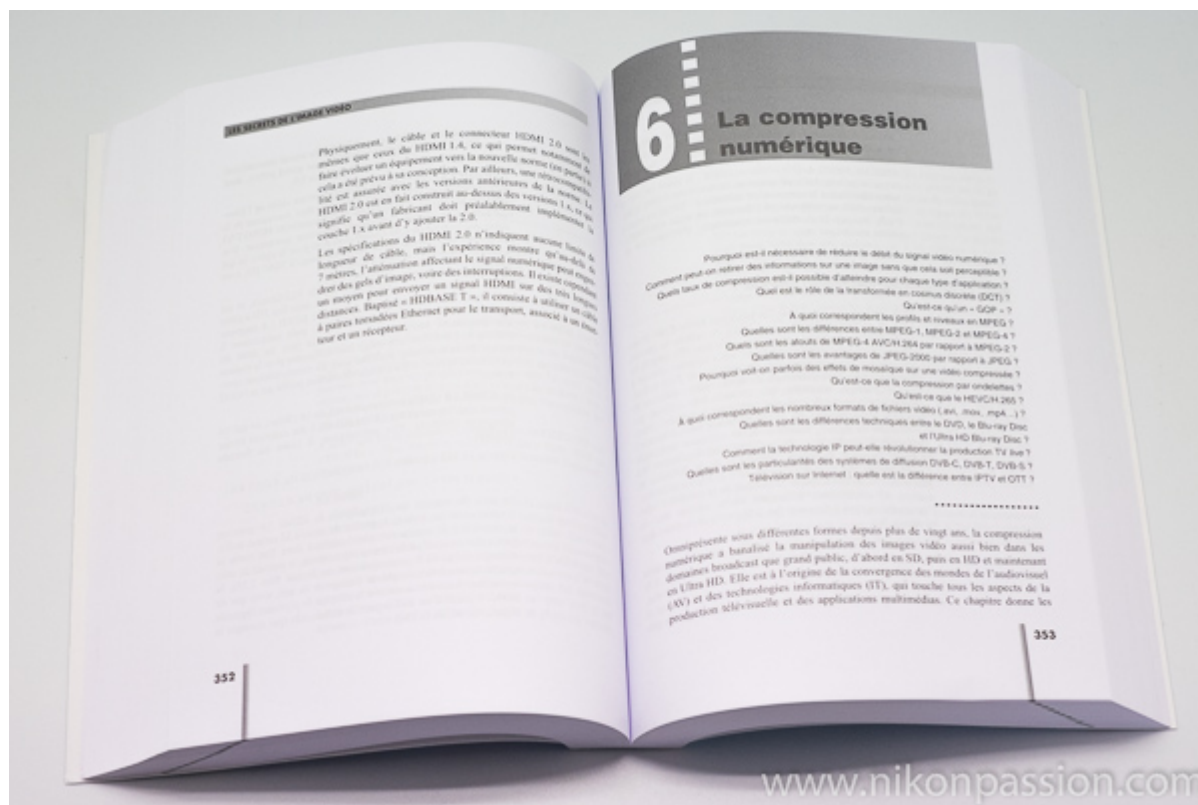 LES SECRETS DE L'IMAGE VIDÉO
Physiquement, le câble et le connecteur HDMI 2.0 sont les
mêmes que ceux du HDMI 1.4, ce qui permet notamment de
faire évoluer un équipement vers la nouvelle norme (en partie) si
cela a été prévu à sa conception. Par ailleurs, une rétrocompatibi-
lité est assurée avec les versions antérieures de la norme. Le
HDMI 2.0 est en fait construit au-dessus des versions 1.x, ce qui
signifie qu'un fabricant doit préalablement implémenter la
couche 1.x avant d'y ajouter la 2.0.
Les spécifications du HDMI 2.0 n'indiquent aucune limite de
longueur de câble, mais l'expérience montre qu'au-delà de
7 mètres, l'atténuation affectant le signal numérique peut engen-
drer des gels d'image, voire des interruptions. Il existe cependant
un moyen pour envoyer un signal HDMI sur des très longues
distances. Baptisé « HDBASE T », il consiste à utiliser un câble
à paires torsadées Ethernet pour le transport, associé à un émet-
teur et un récepteur.
352
6
La compression
numérique
Pourquoi est-il nécessaire de réduire le débit du signal vidéo numérique ?
Comment peut-on retirer des informations sur une image sans que cela soit perceptible ?
Quels taux de compression est-il possible d'atteindre pour chaque type d'application ?
Quel est le rôle de la transformée en cosinus discrète (DCT) ?
Qu'est-ce qu'un « GOP » ?
À quoi correspondent les profils et niveaux en MPEG ?
Quelles sont les différences entre MPEG-1, MPEG-2 et MPEG-4 ?
Quels sont les atouts de MPEG-4 AVC/H.264 par rapport à MPEG-2 ?
Quelles sont les avantages de JPEG-2000 par rapport à JPEG ?
Pourquoi voit-on parfois des effets de mosaïque sur une vidéo compressée ?
Qu'est-ce que la compression par ondelettes ?
Qu'est-ce que le HEVC/H.265 ?
À quoi correspondent les nombreux formats de fichiers vidéo (.avi, .mov, .mp4...) ?
Quelles sont les différences techniques entre le DVD, le Blu-ray Disc
et l'Ultra HD Blu-ray Disc ?
Comment la technologie IP peut-elle révolutionner la production TV live ?
Quelles sont les particularités des systèmes de diffusion DVB-C, DVB-T, DVB-S ?
Télévision sur Internet : quelle est la différence entre IPTV et OTT ?
Omniprésente sous différentes formes depuis plus de vingt ans, la compression
numérique a banalisé la manipulation des images vidéo aussi bien dans les
domaines broadcast que grand public, d'abord en SD, puis en HD et maintenant
en Ultra HD. Elle est à l'origine de la convergence des mondes de l'audiovisuel
(AV) et des technologies informatiques (IT), qui touche tous les aspects de la
production télévisuelle et des applications multimédias. Ce chapitre donne les
353
www.nikonpassion.com